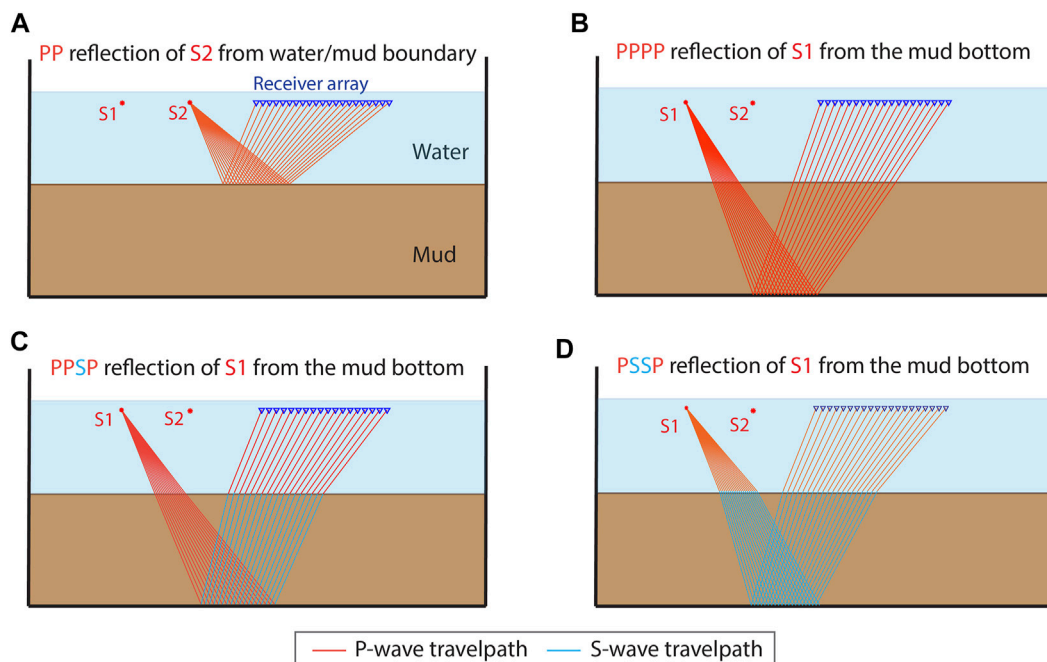 A
PP reflection of S2 from water/mud boundary
Receiver array
S1
S2
Water
Mud
B
PPPP reflection of S1 from the mud bottom
S1
S2
C
PPSP reflection of S1 from the mud bottom
S1
S2
D
PSSP reflection of S1 from the mud bottom
S1
S2
P-wave travelpath
S-wave travelpath